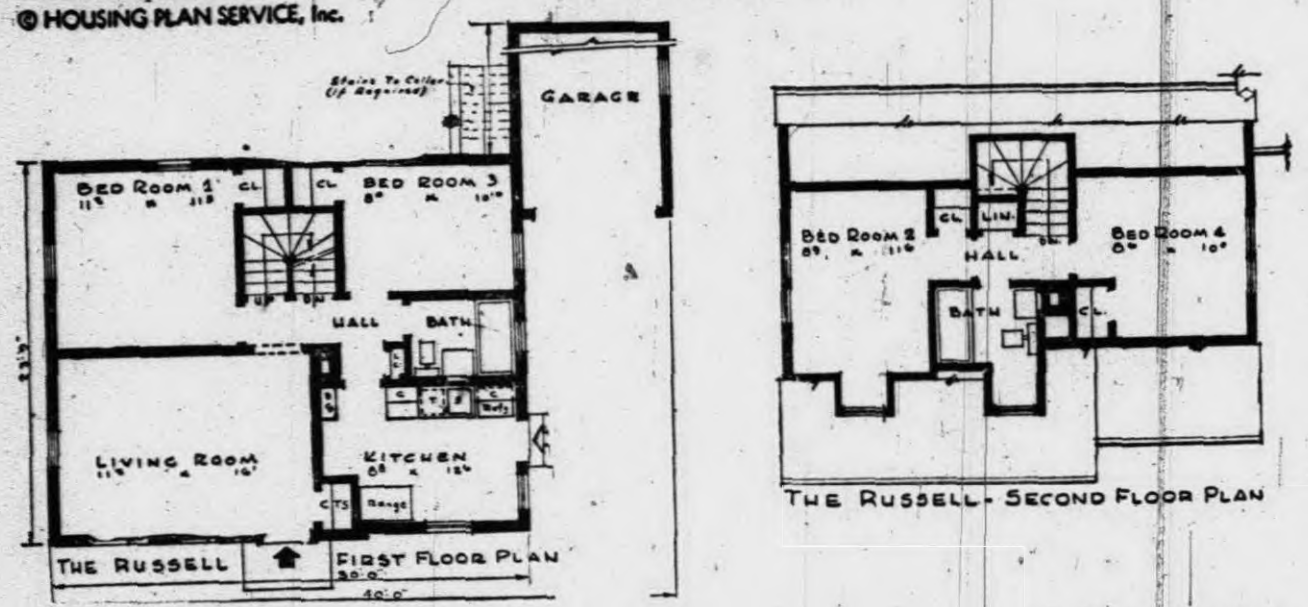 © HOUSING PLAN SERVICE, Inc.
Stairs To Cellar
(If Required)
GARAGE
BED ROOM 1
CL.
CL.
BED ROOM 3
UP
DN
HALL
BATH
LIVING ROOM
KITCHEN
Range
THE RUSSELL
FIRST FLOOR PLAN
30'-0"
40'-0"
BED ROOM 2
CL.
LIN.
DN.
BED ROOM 4
HALL
BATH
CL.
THE RUSSELL - SECOND FLOOR PLAN